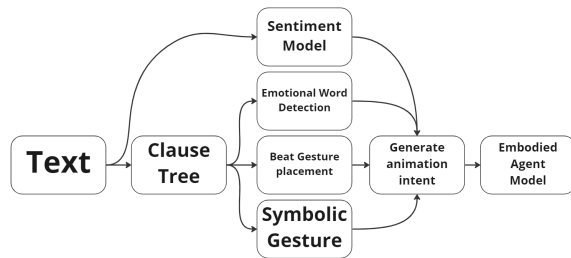 Text
Clause
Tree
Sentiment
Model
Emotional Word
Detection
Beat Gesture
placement
Symbolic
Gesture
Generate
animation
intent
Embodied
Agent
Model